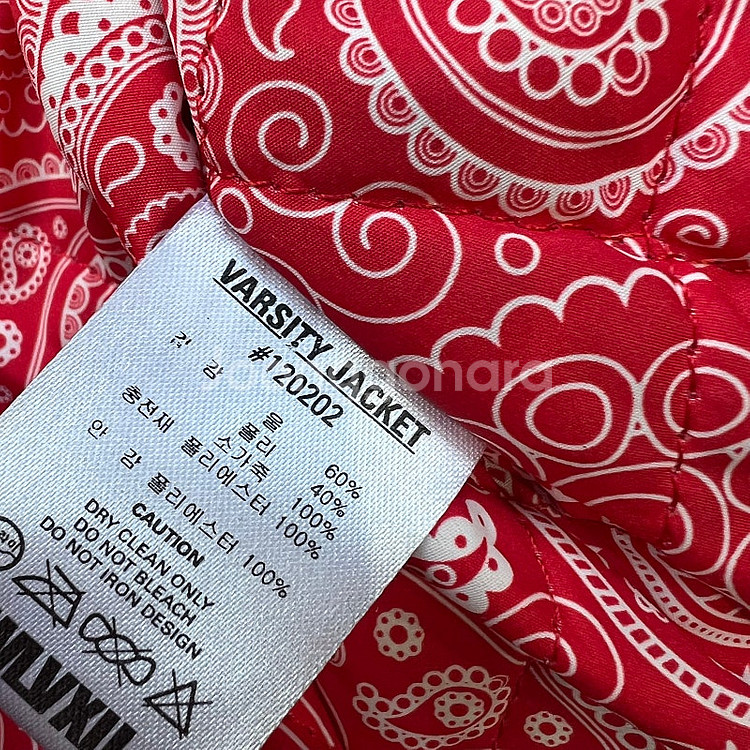 VARSITY JACKET
#120202
겉 감 울 60%
폴리 40%
소가죽 100%
충전재 폴리에스터 100%
안 감 폴리에스터 100%
CAUTION
DRY CLEAN ONLY
DO NOT BLEACH
DO NOT IRON DESIGN